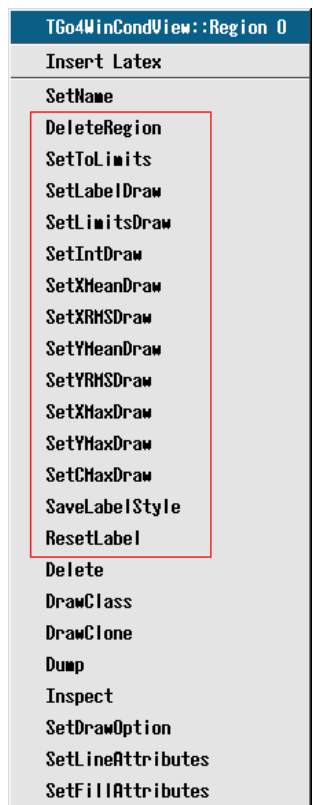 TGo4WinCondView::Region 0
Insert Latex
SetName
DeleteRegion
SetToLimits
SetLabelDraw
SetLimitsDraw
SetIntDraw
SetXMeanDraw
SetXRMSDraw
SetYMeanDraw
SetYRMSDraw
SetXMaxDraw
SetYMaxDraw
SetCMaxDraw
SaveLabelStyle
ResetLabel
Delete
DrawClass
DrawClone
Dump
Inspect
SetDrawOption
SetLineAttributes
SetFillAttributes